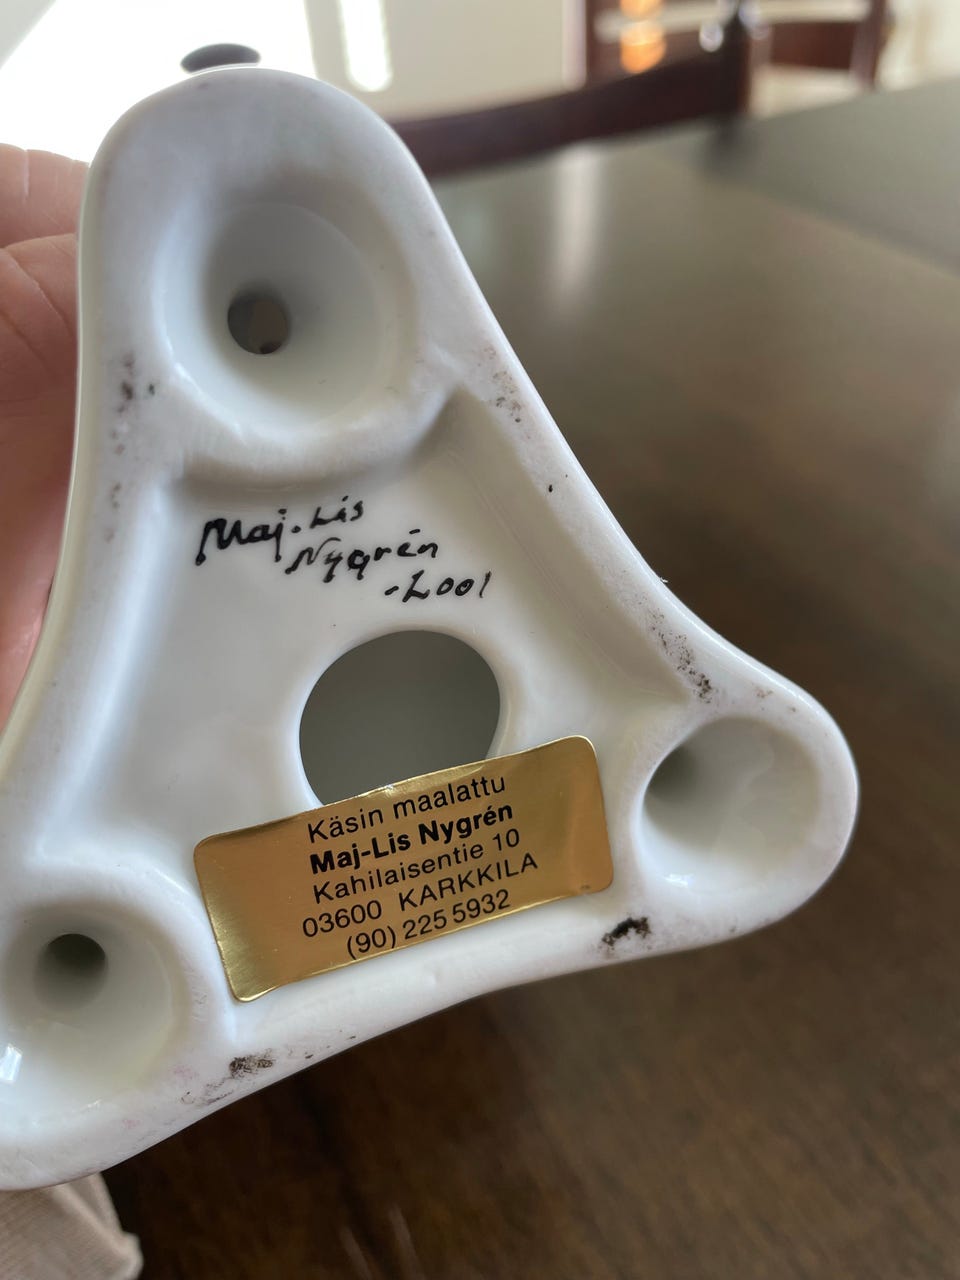 Maj-Lis
Nygrén
-2001
Käsin maalattu
Maj-Lis Nygrén
Kahilaisentie 10
03600 KARKKILA
(90) 225 5932